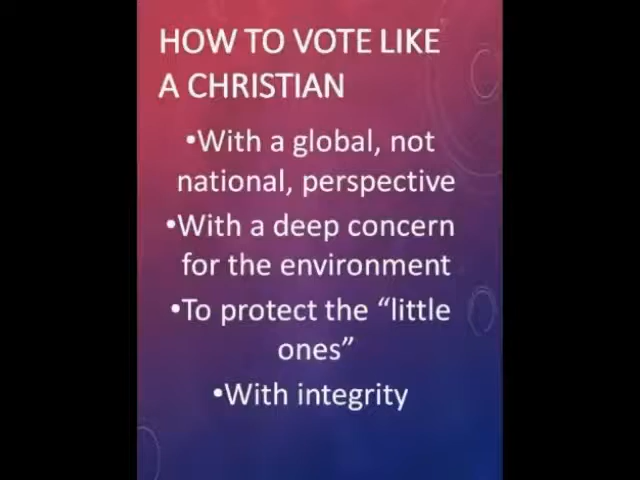 HOW TO VOTE LIKE
A CHRISTIAN
•With a global, not
national, perspective
•With a deep concern
for the environment
•To protect the “little
ones”
•With integrity